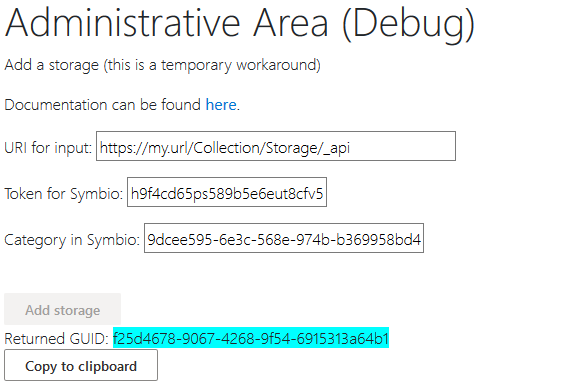 Administrative Area (Debug)
Add a storage (this is a temporary workaround)
Documentation can be found here.
URI for input: https://my.url/Collection/Storage/_api
Token for Symbio: h9f4cd65ps589b5e6eut8cfv5
Category in Symbio: 9dcee595-6e3c-568e-974b-b369958bd4
Add storage
Returned GUID: f25d4678-9067-4268-9f54-6915313a64b1
Copy to clipboard